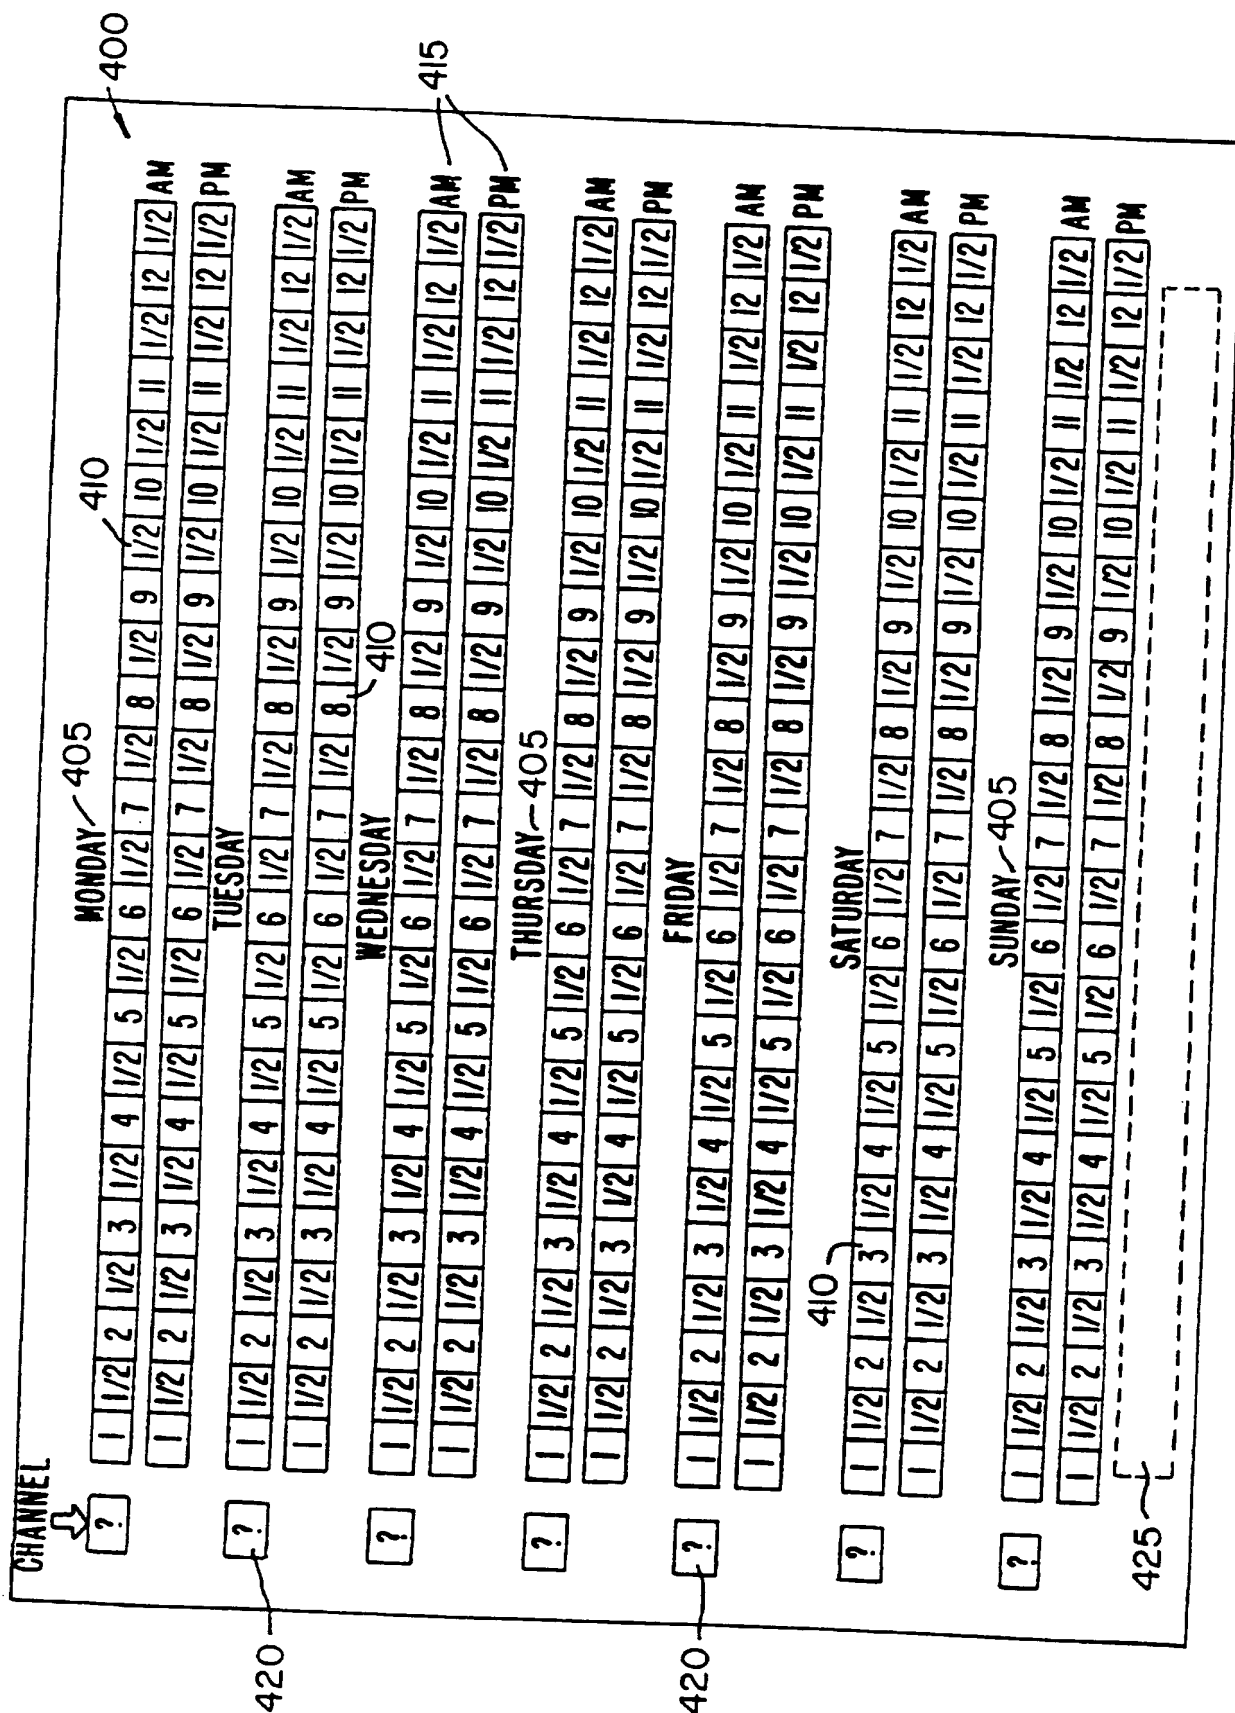 400
CHANNEL
MONDAY 405
410
? 1 1/2 2 1/2 3 1/2 4 1/2 5 1/2 6 1/2 7 1/2 8 1/2 9 1/2 10 1/2 11 1/2 12 1/2 AM
1 1/2 2 1/2 3 1/2 4 1/2 5 1/2 6 1/2 7 1/2 8 1/2 9 1/2 10 1/2 11 1/2 12 1/2 PM
TUESDAY
? 1 1/2 2 1/2 3 1/2 4 1/2 5 1/2 6 1/2 7 1/2 8 1/2 9 1/2 10 1/2 11 1/2 12 1/2 AM
420
1 1/2 2 1/2 3 1/2 4 1/2 5 1/2 6 1/2 7 1/2 8 1/2 9 1/2 10 1/2 11 1/2 12 1/2 PM
WEDNESDAY
410
? 1 1/2 2 1/2 3 1/2 4 1/2 5 1/2 6 1/2 7 1/2 8 1/2 9 1/2 10 1/2 11 1/2 12 1/2 AM
415
1 1/2 2 1/2 3 1/2 4 1/2 5 1/2 6 1/2 7 1/2 8 1/2 9 1/2 10 1/2 11 1/2 12 1/2 PM
THURSDAY 405
? 1 1/2 2 1/2 3 1/2 4 1/2 5 1/2 6 1/2 7 1/2 8 1/2 9 1/2 10 1/2 11 1/2 12 1/2 AM
1 1/2 2 1/2 3 1/2 4 1/2 5 1/2 6 1/2 7 1/2 8 1/2 9 1/2 10 1/2 11 1/2 12 1/2 PM
FRIDAY
? 1 1/2 2 1/2 3 1/2 4 1/2 5 1/2 6 1/2 7 1/2 8 1/2 9 1/2 10 1/2 11 1/2 12 1/2 AM
420
1 1/2 2 1/2 3 1/2 4 1/2 5 1/2 6 1/2 7 1/2 8 1/2 9 1/2 10 1/2 11 1/2 12 1/2 PM
410
SATURDAY
? 1 1/2 2 1/2 3 1/2 4 1/2 5 1/2 6 1/2 7 1/2 8 1/2 9 1/2 10 1/2 11 1/2 12 1/2 AM
1 1/2 2 1/2 3 1/2 4 1/2 5 1/2 6 1/2 7 1/2 8 1/2 9 1/2 10 1/2 11 1/2 12 1/2 PM
SUNDAY 405
? 1 1/2 2 1/2 3 1/2 4 1/2 5 1/2 6 1/2 7 1/2 8 1/2 9 1/2 10 1/2 11 1/2 12 1/2 AM
1 1/2 2 1/2 3 1/2 4 1/2 5 1/2 6 1/2 7 1/2 8 1/2 9 1/2 10 1/2 11 1/2 12 1/2 PM
425